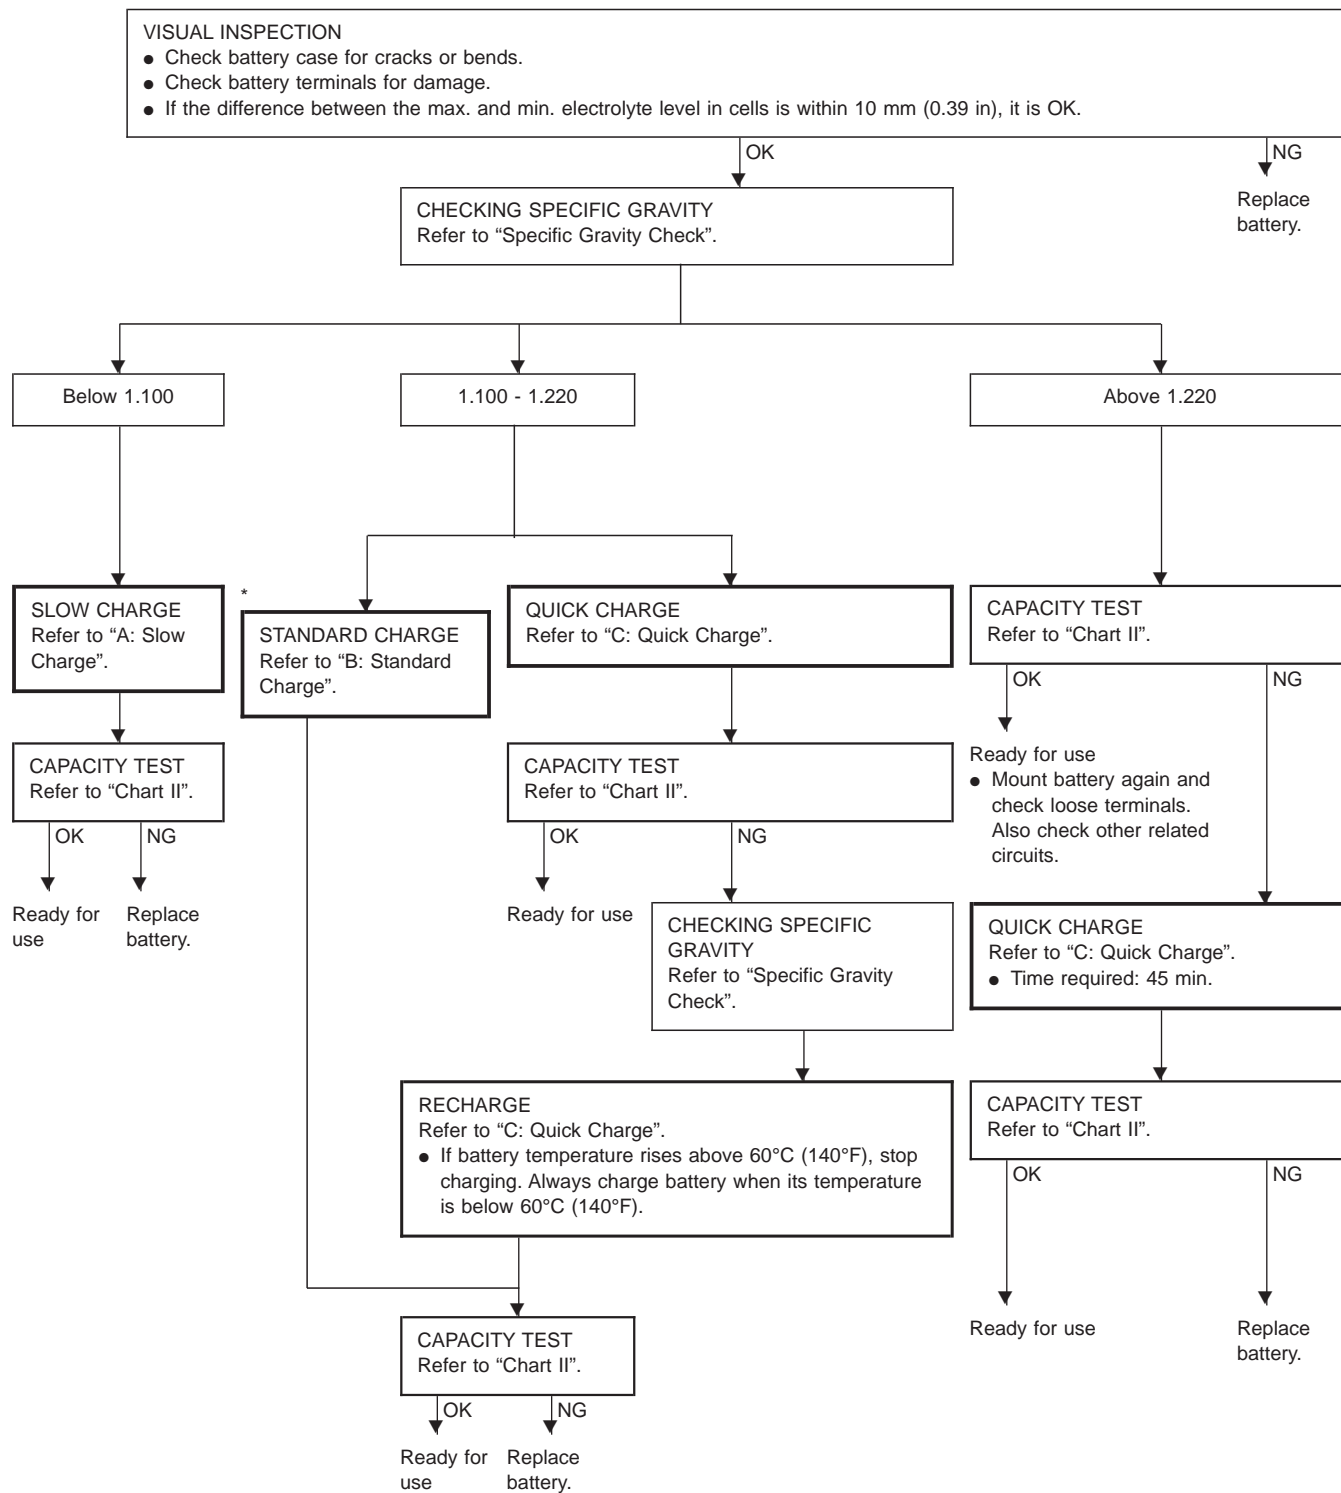 VISUAL INSPECTION
● Check battery case for cracks or bends.
● Check battery terminals for damage.
● If the difference between the max. and min. electrolyte level in cells is within 10 mm (0.39 in), it is OK.
OK
NG
Replace
battery.
CHECKING SPECIFIC GRAVITY
Refer to “Specific Gravity Check”.
Below 1.100
1.100 - 1.220
Above 1.220
SLOW CHARGE
Refer to “A: Slow
Charge”.
*
STANDARD CHARGE
Refer to “B: Standard
Charge”.
QUICK CHARGE
Refer to “C: Quick Charge”.
CAPACITY TEST
Refer to “Chart II”.
OK
NG
CAPACITY TEST
Refer to “Chart II”.
OK
NG
Ready for
use
Replace
battery.
CAPACITY TEST
Refer to “Chart II”.
OK
NG
Ready for use
Ready for use
● Mount battery again and
check loose terminals.
Also check other related
circuits.
CHECKING SPECIFIC
GRAVITY
Refer to “Specific Gravity
Check”.
QUICK CHARGE
Refer to “C: Quick Charge”.
● Time required: 45 min.
RECHARGE
Refer to “C: Quick Charge”.
● If battery temperature rises above 60°C (140°F), stop
charging. Always charge battery when its temperature
is below 60°C (140°F).
CAPACITY TEST
Refer to “Chart II”.
OK
NG
Ready for use
Replace
battery.
CAPACITY TEST
Refer to “Chart II”.
OK
NG
Ready for
use
Replace
battery.